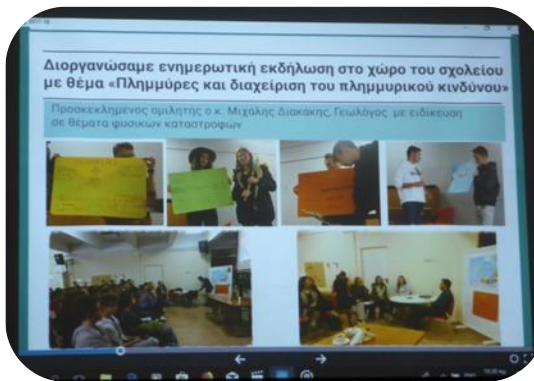 Διοργανώσαμε ενημερωτική εκδήλωση στο χώρο του σχολείου
με θέμα «Πλημμύρες και διαχείριση του πλημμυρικού κινδύνου»
Προσκεκλημένος ομιλητής ο κ. Μιχάλης Διακάκης, Γεωλόγος με ειδίκευση
σε θέματα φυσικών καταστροφών